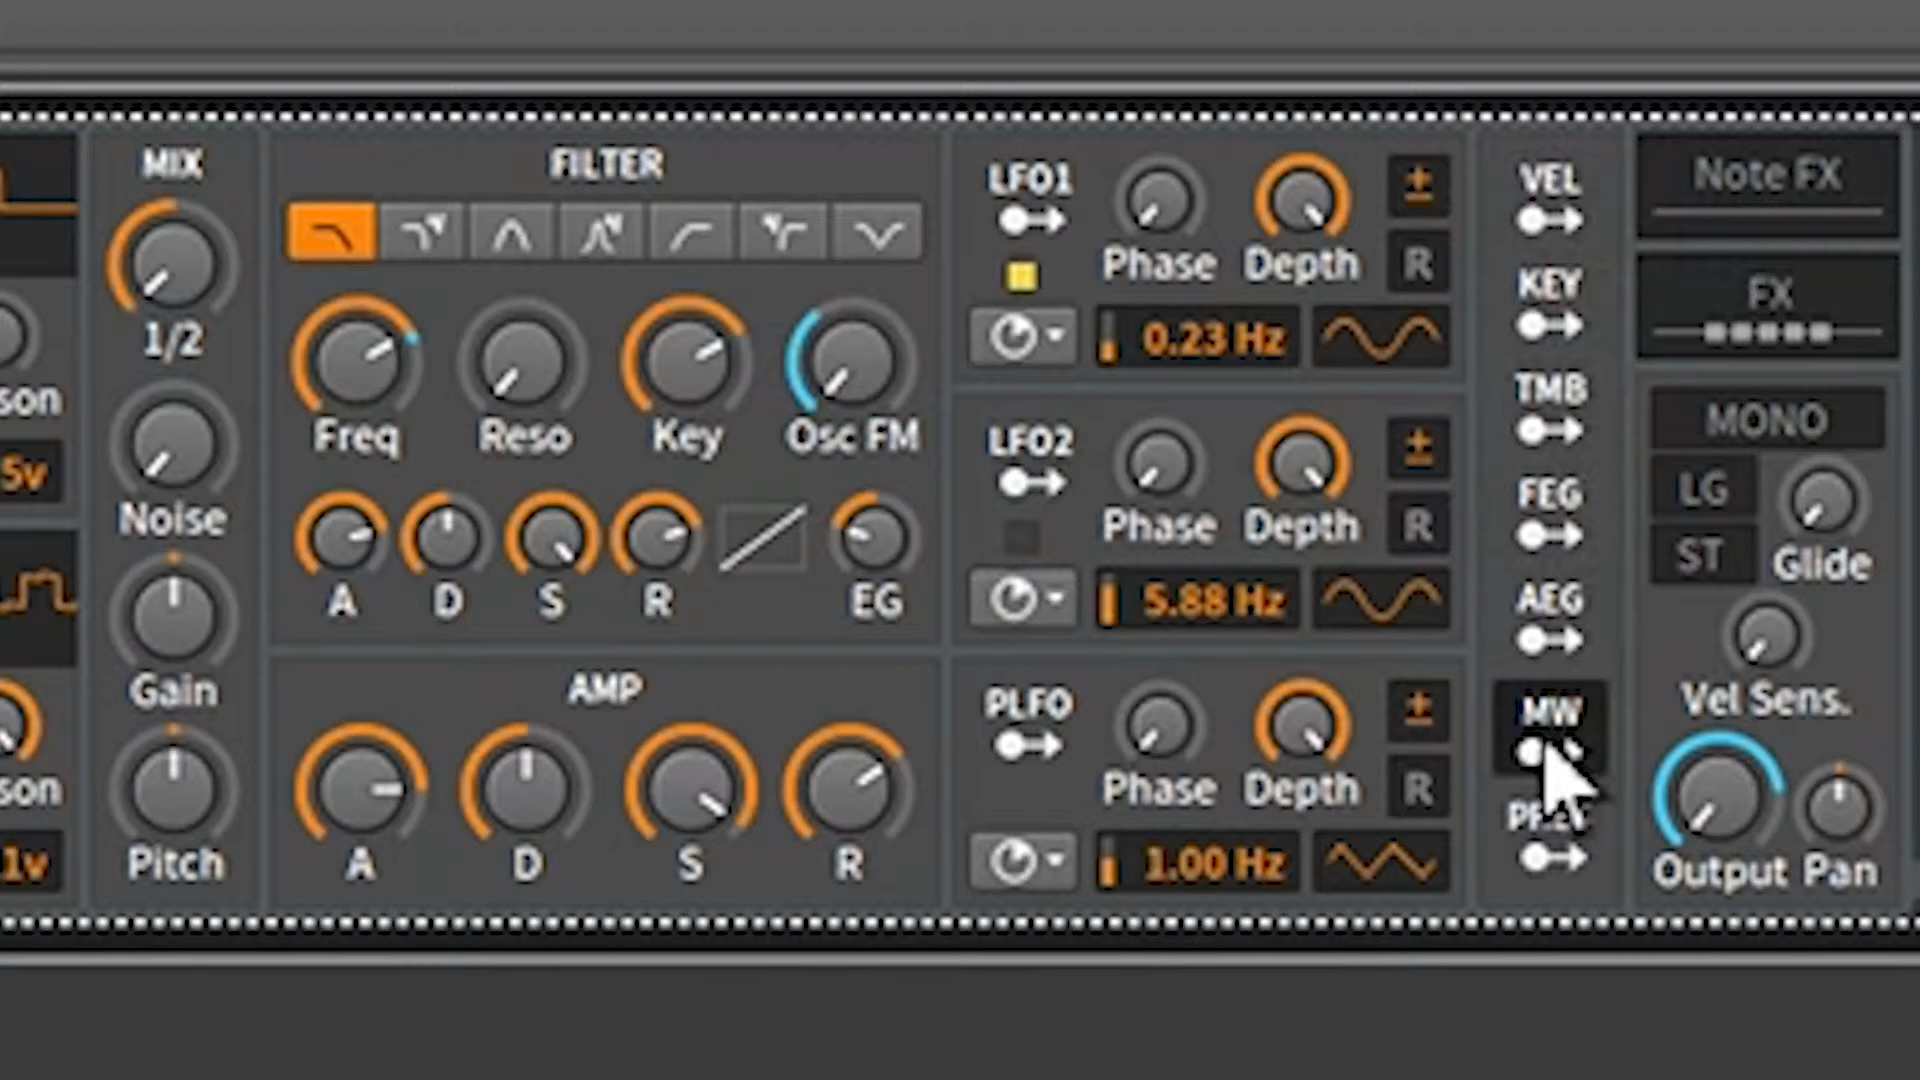 son
5v
son
1v
MIX
1/2
Noise
Gain
Pitch
FILTER
Freq Reso Key Osc FM
A D S R EG
AMP
A D S R
LFO1
Phase Depth
±
R
0.23 Hz
LFO2
Phase Depth
±
R
5.88 Hz
PLFO
Phase Depth
±
R
1.00 Hz
VEL
KEY
TMB
FEG
AEG
MW
Note FX
FX
MONO
LG
ST
Glide
Vel Sens.
Output Pan